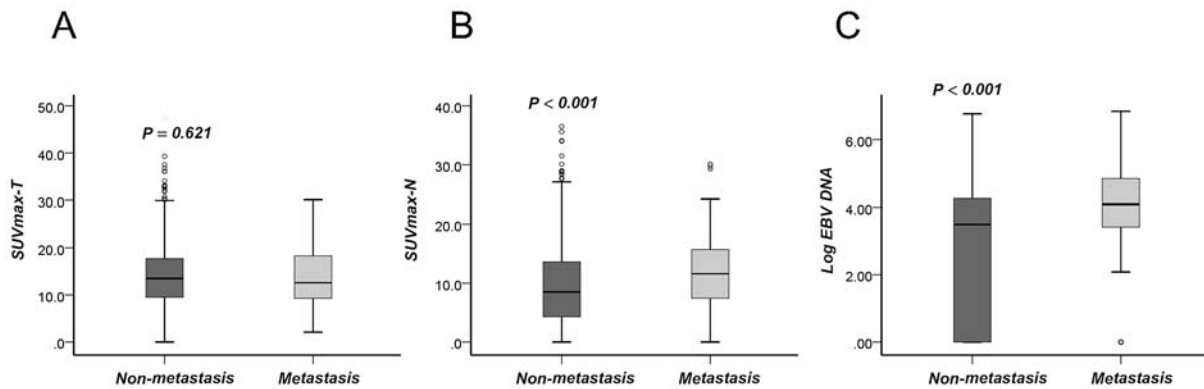 A
B
C
SUVmax-T
50.0
40.0
30.0
20.0
10.0
.0
P = 0.621
Non-metastasis
Metastasis
SUVmax-N
40.0
30.0
20.0
10.0
.0
P < 0.001
Non-metastasis
Metastasis
Log EBV DNA
6.00
4.00
2.00
.00
P < 0.001
Non-metastasis
Metastasis